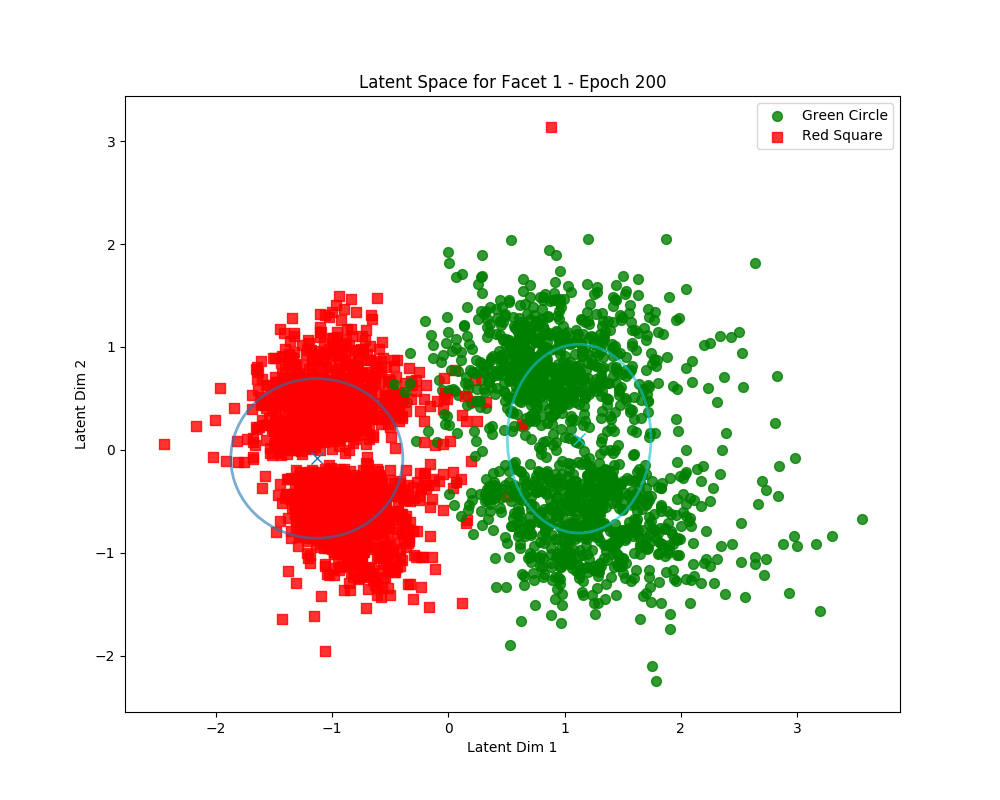 Latent Space for Facet 1 - Epoch 200
Green Circle
Red Square
Latent Dim 2
3
2
1
0
−1
−2
−2
−1
0
1
2
3
Latent Dim 1